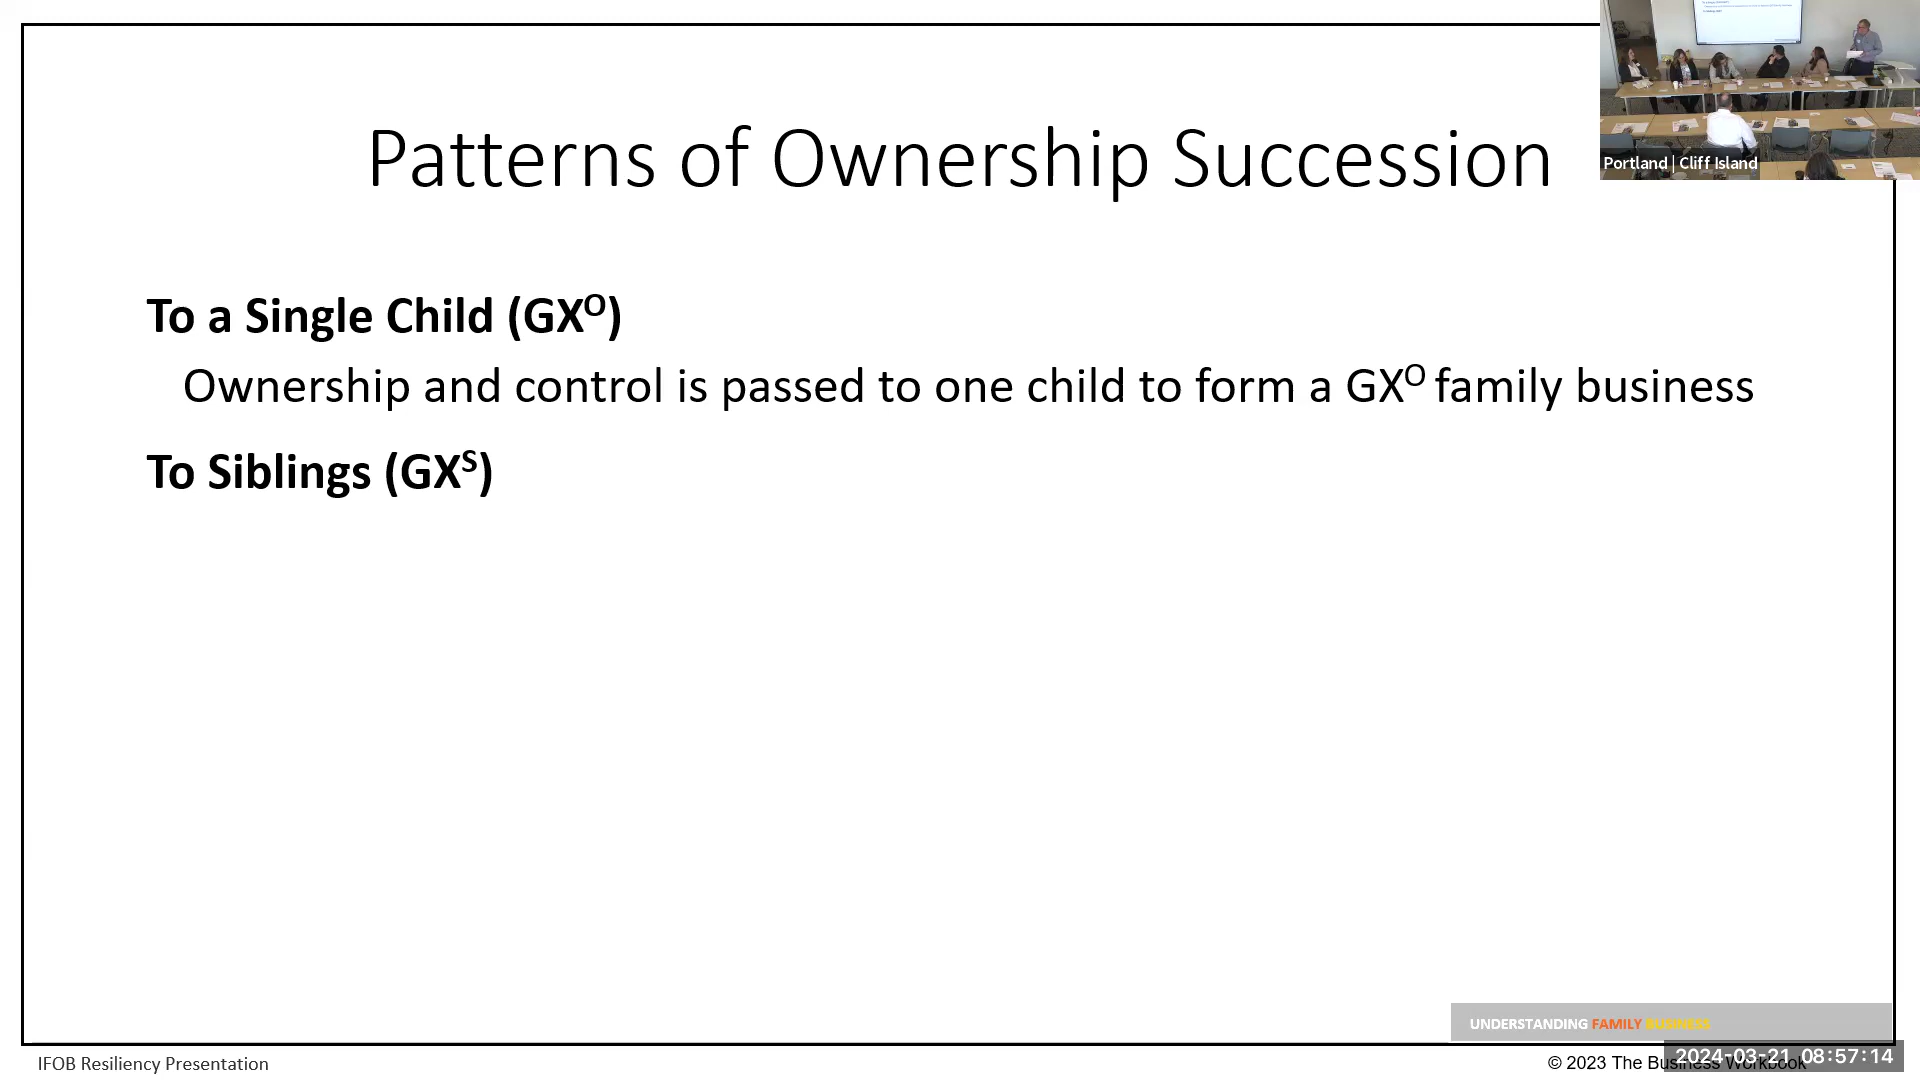 Patterns of Ownership Succession
Portland | Cliff Island
To a Single Child (GXᴼ)
Ownership and control is passed to one child to form a GXᴼ family business
To Siblings (GXˢ)
UNDERSTANDING FAMILY BUSINESS
IFOB Resiliency Presentation
© 2023 The Business Workbook
2024-03-21 08:57:14